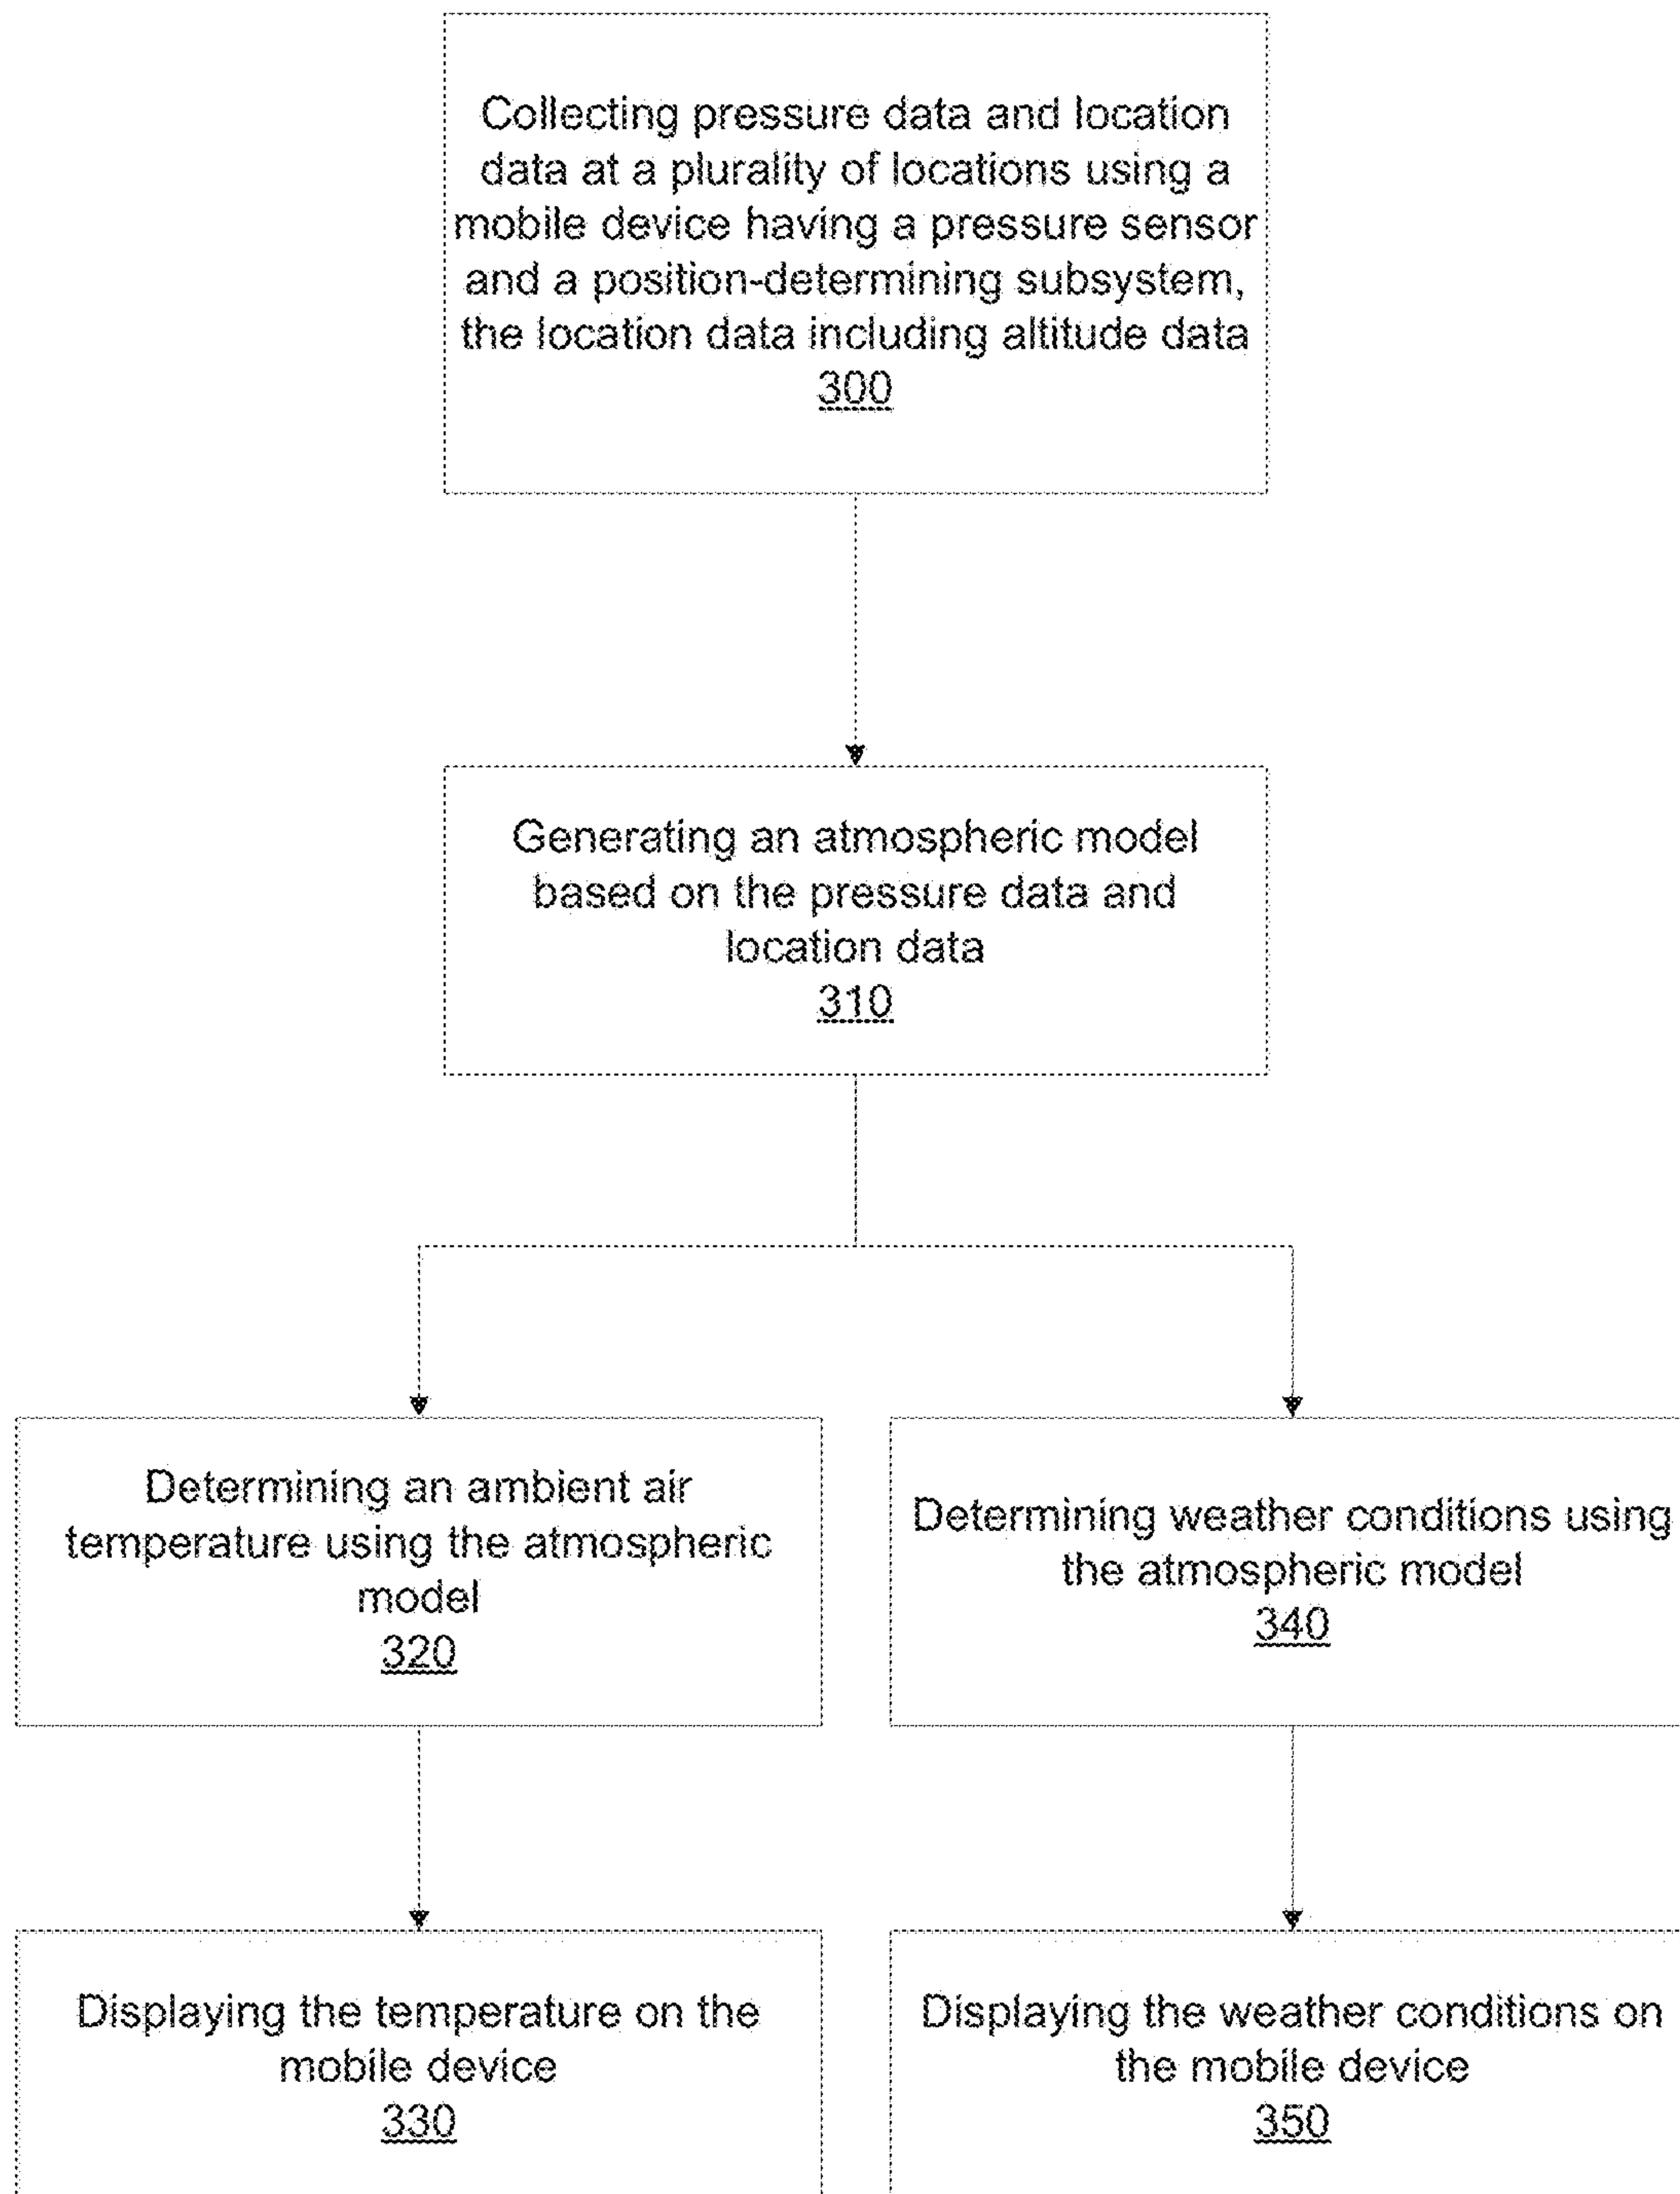 Collecting pressure data and location
data at a plurality of locations using a
mobile device having a pressure sensor
and a position-determining subsystem,
the location data including altitude data
300
Generating an atmospheric model
based on the pressure data and
location data
310
Determining an ambient air
temperature using the atmospheric
model
320
Determining weather conditions using
the atmospheric model
340
Displaying the temperature on the
mobile device
330
Displaying the weather conditions on
the mobile device
350